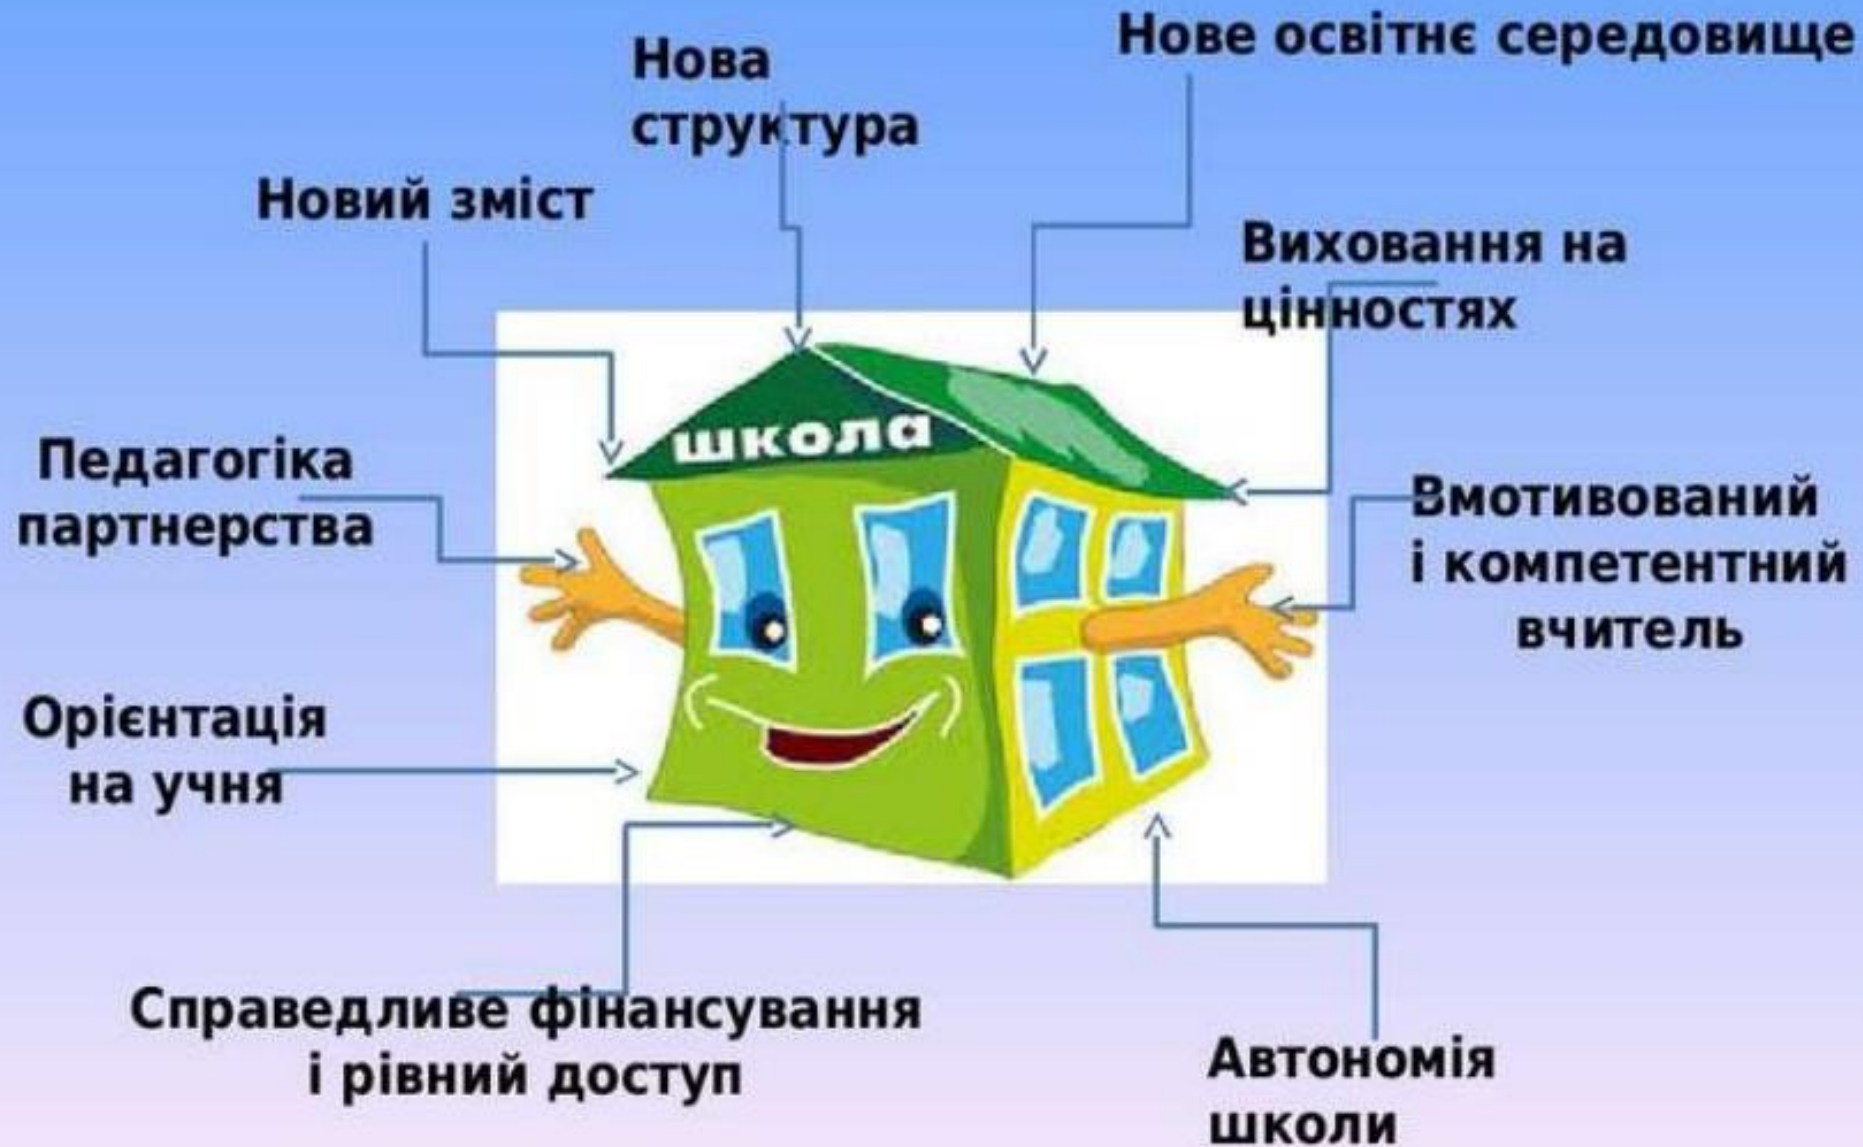 Нове освітнє середовище
Нова
структура
Новий зміст
Виховання на
цінностях
школа
Педагогіка
партнерства
Вмотивований
і компетентний
вчитель
Орієнтація
на учня
Справедливе фінансування
і рівний доступ
Автономія
школи